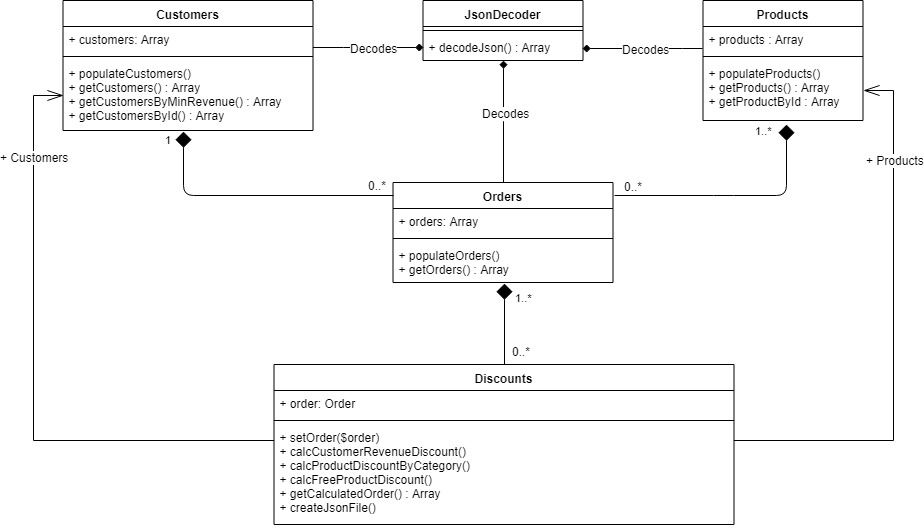 Customers
+ customers: Array
+ populateCustomers()
+ getCustomers() : Array
+ getCustomersByMinRevenue() : Array
+ getCustomersById() : Array
Decodes
JsonDecoder
+ decodeJson() : Array
Decodes
Products
+ products : Array
+ populateProducts()
+ getProducts() : Array
+ getProductById : Array
Decodes
1
1..*
+ Customers
+ Products
0..*
0..*
Orders
+ orders: Array
+ populateOrders()
+ getOrders() : Array
1..*
0..*
Discounts
+ order: Order
+ setOrder($order)
+ calcCustomerRevenueDiscount()
+ calcProductDiscountByCategory()
+ calcFreeProductDiscount()
+ getCalculatedOrder() : Array
+ createJsonFile()